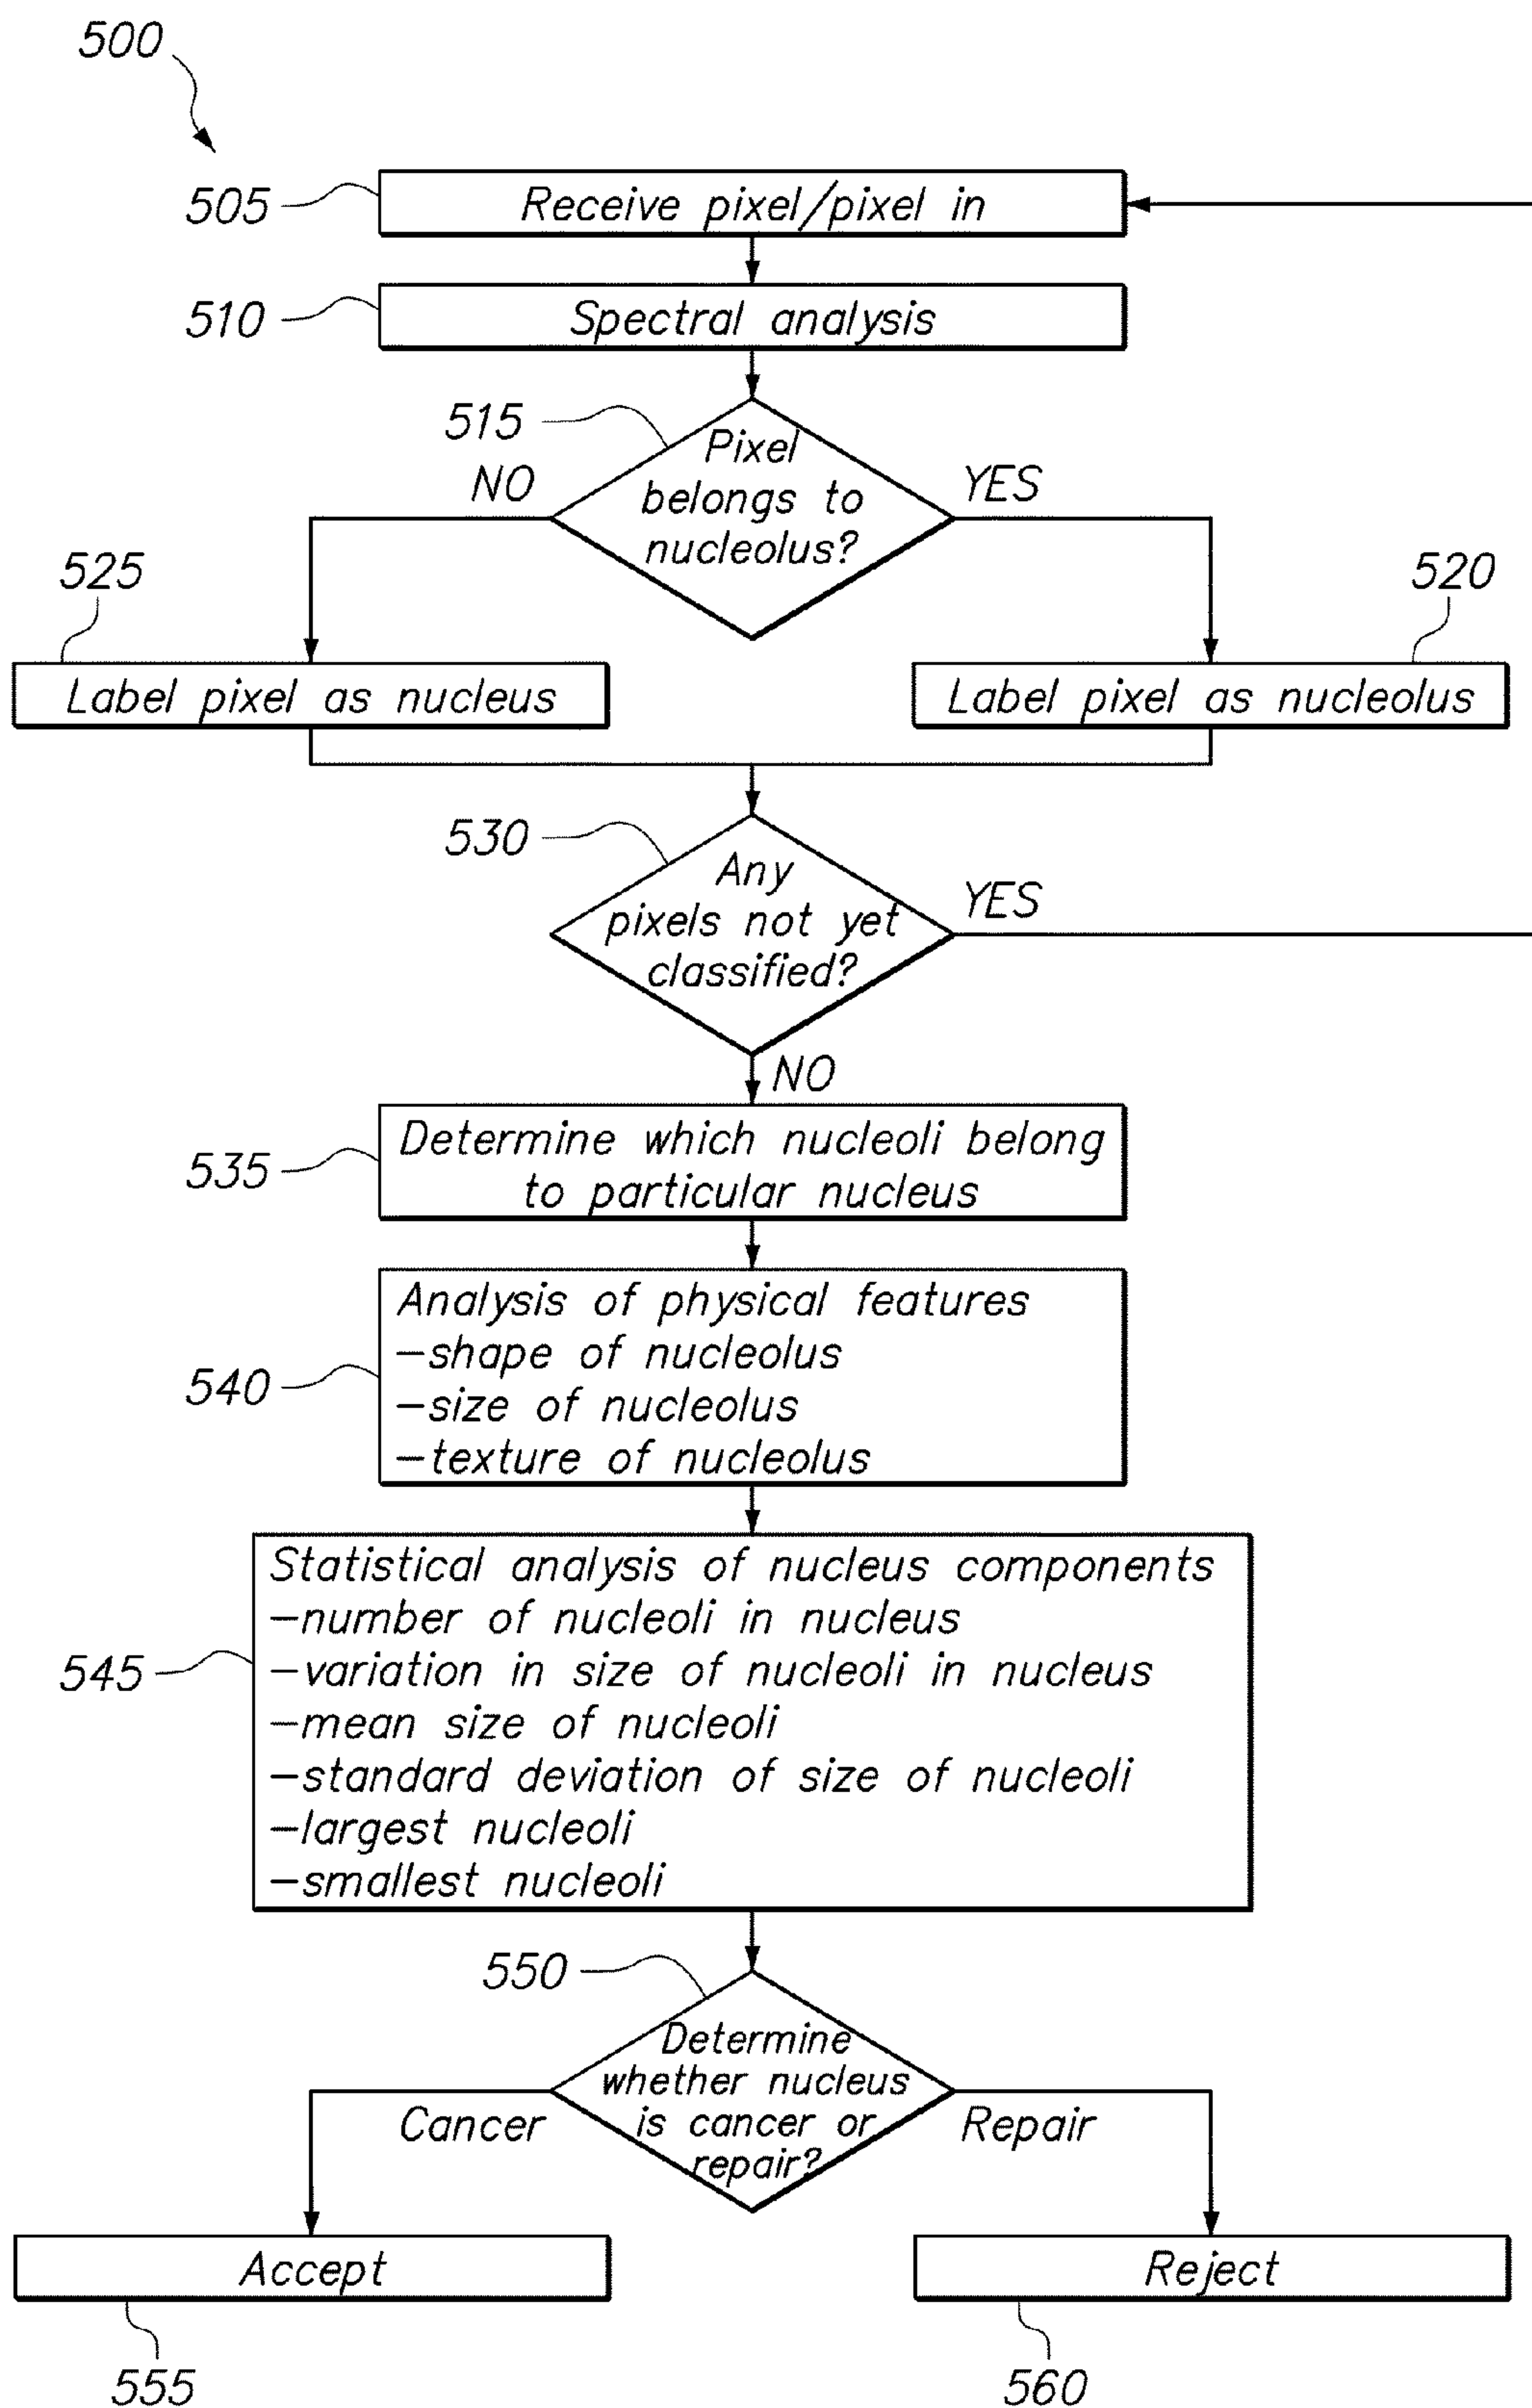 500
505
Receive pixel/pixel in
510
Spectral analysis
515
Pixel
belongs to
nucleolus?
NO
YES
525
520
Label pixel as nucleus
Label pixel as nucleolus
530
Any
pixels not yet
classified?
YES
NO
535
Determine which nucleoli belong
to particular nucleus
540
Analysis of physical features
-shape of nucleolus
-size of nucleolus
-texture of nucleolus
545
Statistical analysis of nucleus components
-number of nucleoli in nucleus
-variation in size of nucleoli in nucleus
-mean size of nucleoli
-standard deviation of size of nucleoli
-largest nucleoli
-smallest nucleoli
550
Determine
whether nucleus
is cancer or
repair?
Cancer
Repair
Accept
Reject
555
560